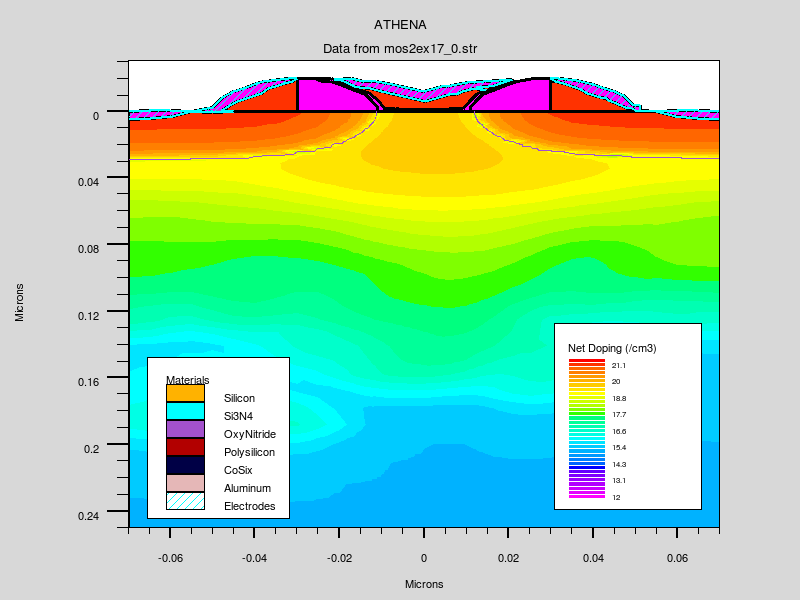 ATHENA
Data from mos2ex17_0.str
0
0.04
0.08
0.12
0.16
0.2
0.24
Microns
Materials
Silicon
Si3N4
OxyNitride
Polysilicon
CoSix
Aluminum
Electrodes
Net Doping (/cm3)
21.1
20
18.8
17.7
16.6
15.4
14.3
13.1
12
-0.06
-0.04
-0.02
0
0.02
0.04
0.06
Microns